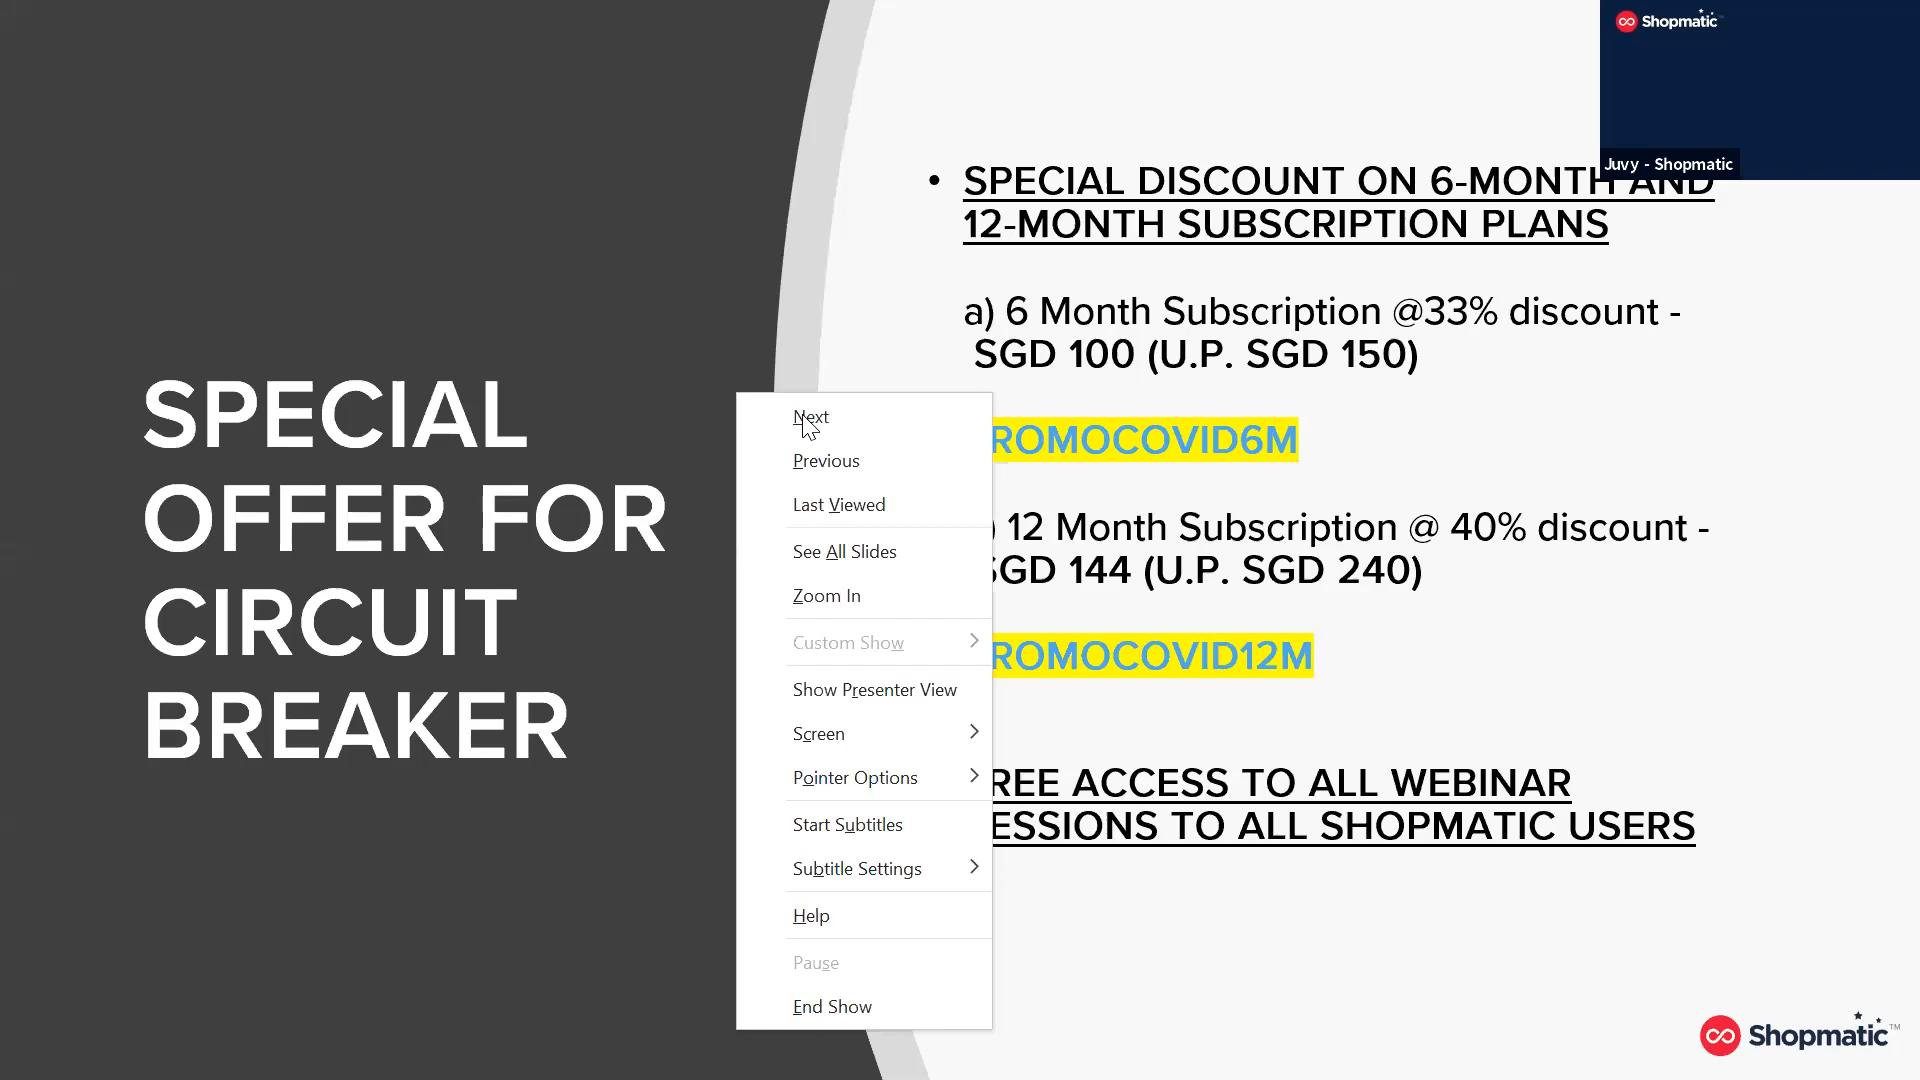 Shopmatic
Juvy - Shopmatic
SPECIAL
OFFER FOR
CIRCUIT
BREAKER
• SPECIAL DISCOUNT ON 6-MONTH AND
12-MONTH SUBSCRIPTION PLANS
a) 6 Month Subscription @33% discount -
SGD 100 (U.P. SGD 150)
ROMOCOVID6M
) 12 Month Subscription @ 40% discount -
SGD 144 (U.P. SGD 240)
ROMOCOVID12M
REE ACCESS TO ALL WEBINAR
ESSIONS TO ALL SHOPMATIC USERS
Next
Previous
Last Viewed
See All Slides
Zoom In
Custom Show
Show Presenter View
Screen
Pointer Options
Start Subtitles
Subtitle Settings
Help
Pause
End Show
Shopmatic™